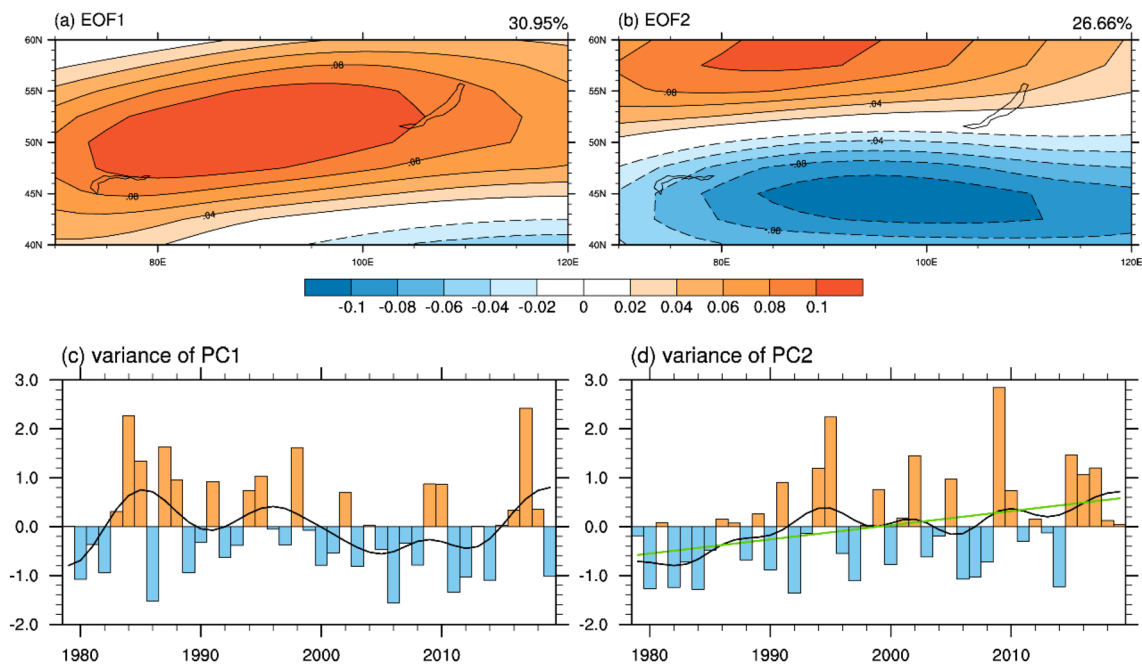 (a) EOF1 30.95%
(b) EOF2 26.66%
60N
55N
50N
45N
40N
80E 100E 120E
.08
.08
.08
.04
60N
55N
50N
45N
40N
80E 100E 120E
.08
.04
-.04
-.08
-.08
-0.1 -0.08 -0.06 -0.04 -0.02 0 0.02 0.04 0.06 0.08 0.1
(c) variance of PC1
3.0
2.0
1.0
0.0
-1.0
-2.0
1980 1990 2000 2010
(d) variance of PC2
3.0
2.0
1.0
0.0
-1.0
-2.0
1980 1990 2000 2010